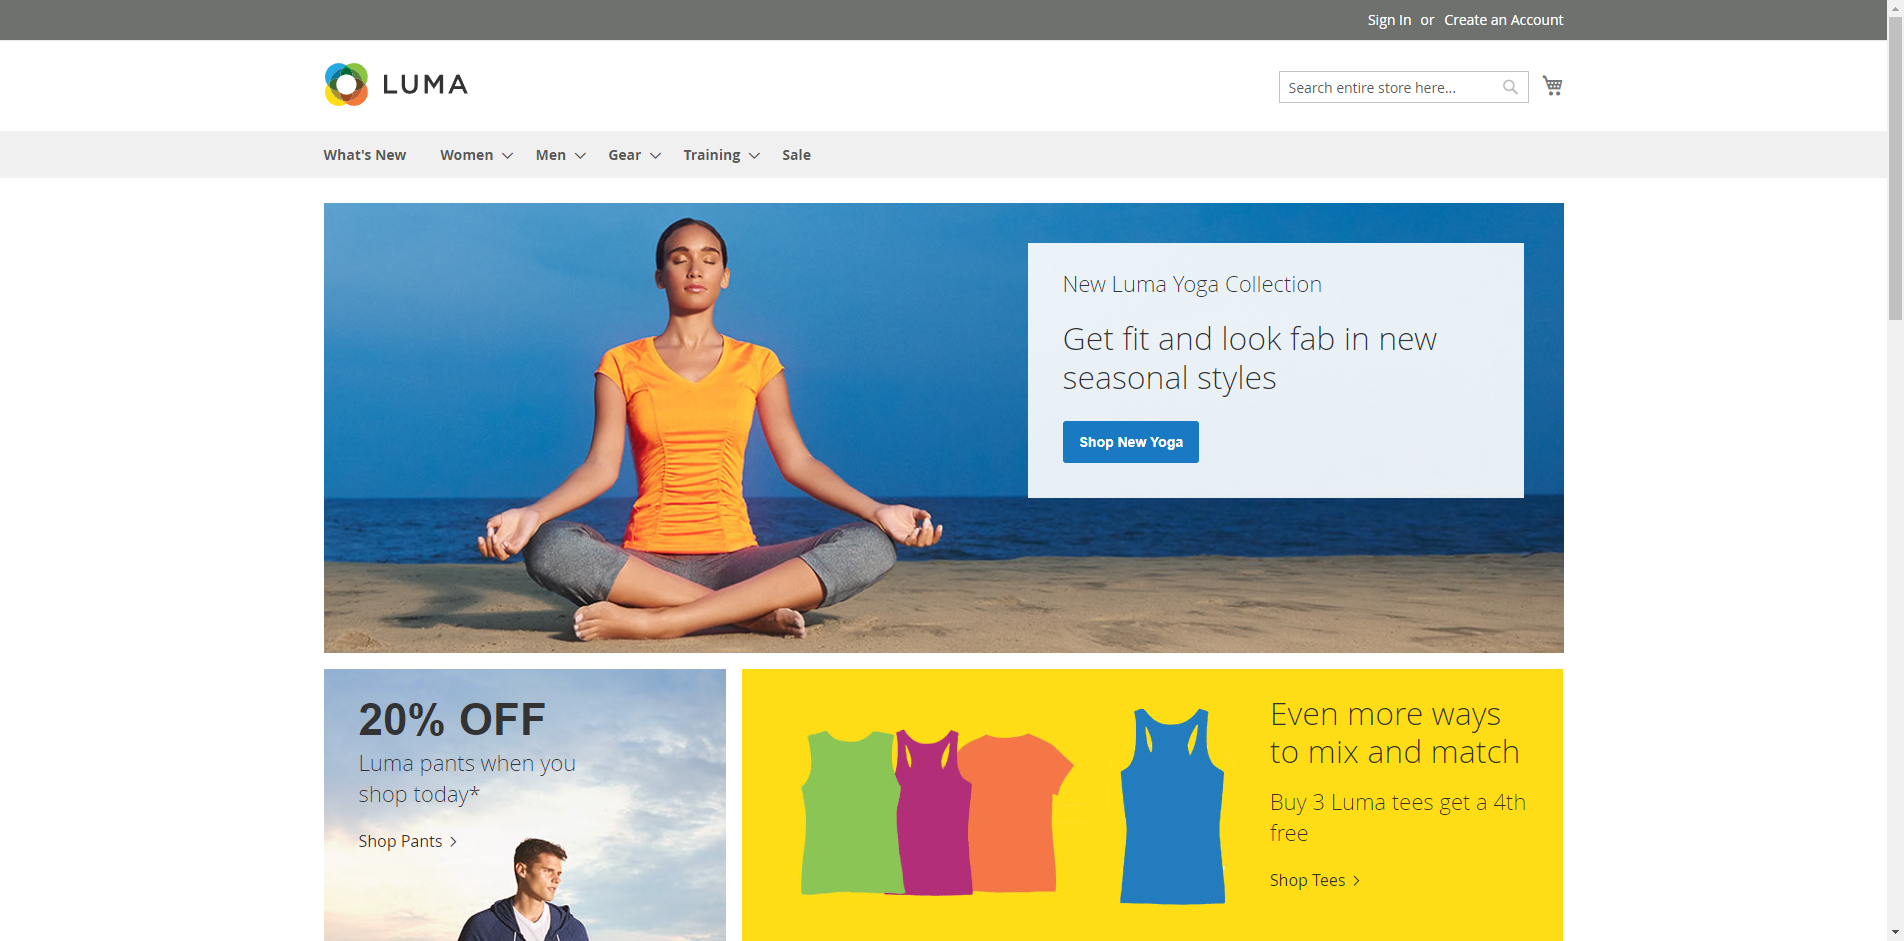 Sign In or Create an Account
LUMA
Search entire store here...
What's New Women Men Gear Training Sale
New Luma Yoga Collection
Get fit and look fab in new
seasonal styles
Shop New Yoga
20% OFF
Luma pants when you
shop today*
Shop Pants
Even more ways
to mix and match
Buy 3 Luma tees get a 4th
free
Shop Tees